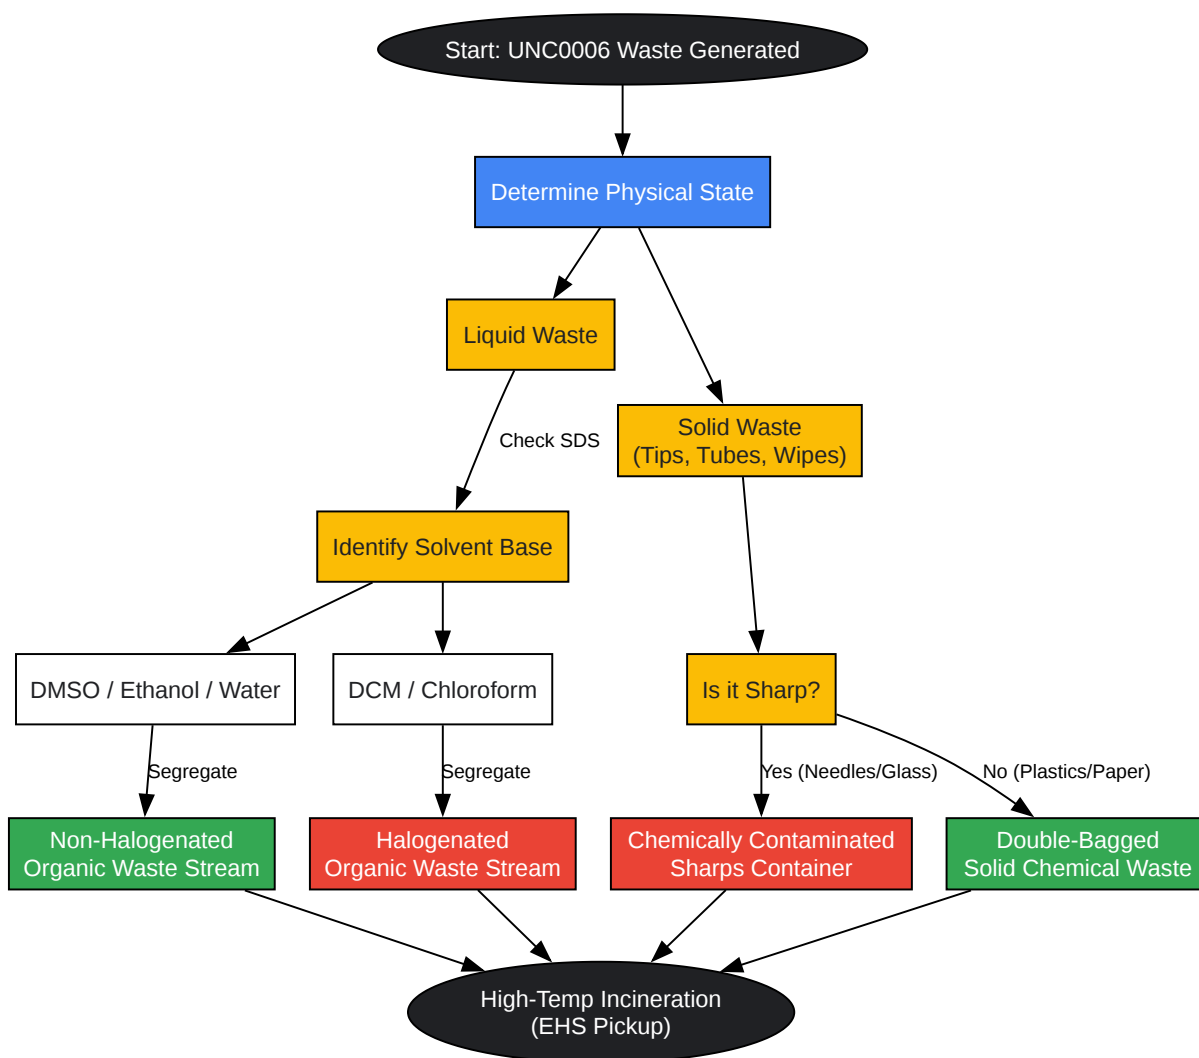 Start: UNC0006 Waste Generated
Determine Physical State
Liquid Waste
Solid Waste
(Tips, Tubes, Wipes)
Check SDS
Identify Solvent Base
DMSO / Ethanol / Water
DCM / Chloroform
Is it Sharp?
Segregate
Segregate
Yes (Needles/Glass)
No (Plastics/Paper)
Non-Halogenated
Organic Waste Stream
Halogenated
Organic Waste Stream
Chemically Contaminated
Sharps Container
Double-Bagged
Solid Chemical Waste
High-Temp Incineration
(EHS Pickup)